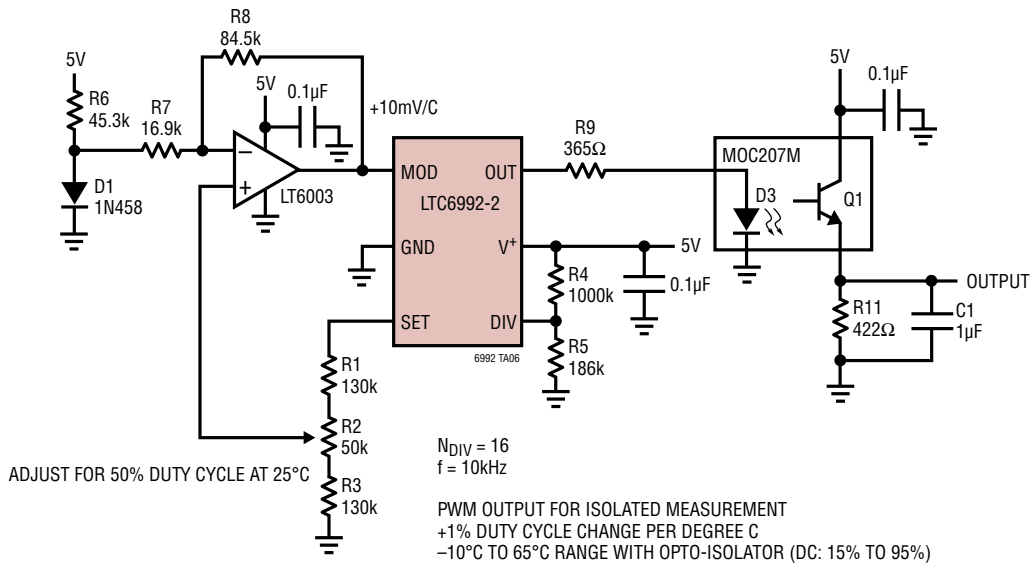 R8
84.5k
5V
R6
45.3k
R7
16.9k
5V
0.1µF
+10mV/C
–
+
LT6003
D1
1N458
MOD
OUT
LTC6992-2
GND
V+
SET
DIV
6992 TA06
R9
365Ω
5V
0.1µF
MOC207M
D3
Q1
5V
R4
1000k
0.1µF
R5
186k
OUTPUT
R11
422Ω
C1
1µF
R1
130k
R2
50k
R3
130k
ADJUST FOR 50% DUTY CYCLE AT 25°C
NDIV = 16
f = 10kHz
PWM OUTPUT FOR ISOLATED MEASUREMENT
+1% DUTY CYCLE CHANGE PER DEGREE C
–10°C TO 65°C RANGE WITH OPTO-ISOLATOR (DC: 15% TO 95%)